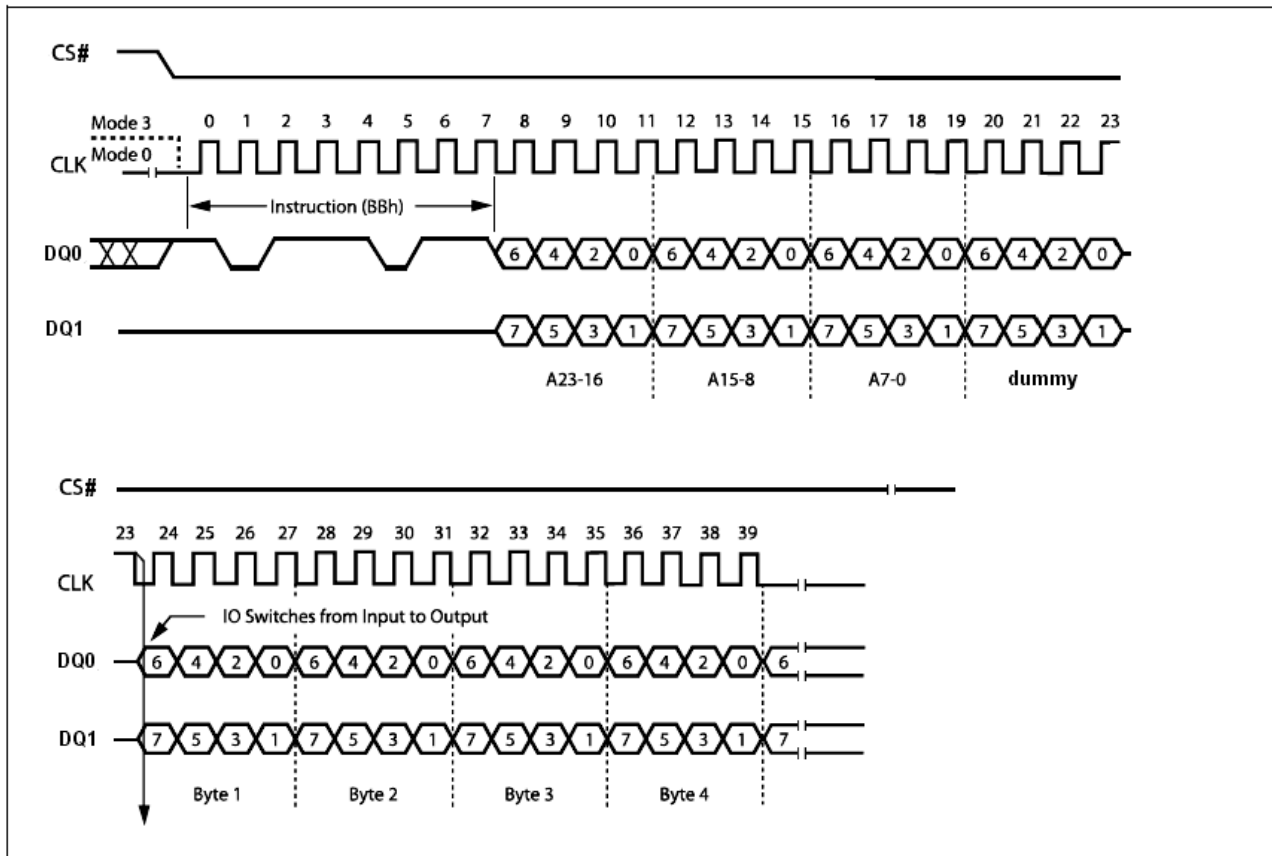 CS#
Mode 3
0 1 2 3 4 5 6 7 8 9 10 11 12 13 14 15 16 17 18 19 20 21 22 23
Mode 0
CLK
Instruction (BBh)
DQ0
6 4 2 0 6 4 2 0 6 4 2 0 6 4 2 0
DQ1
7 5 3 1 7 5 3 1 7 5 3 1 7 5 3 1
A23-16 A15-8 A7-0 dummy
CS#
23 24 25 26 27 28 29 30 31 32 33 34 35 36 37 38 39
CLK
IO Switches from Input to Output
DQ0
6 4 2 0 6 4 2 0 6 4 2 0 6 4 2 0 6
DQ1
7 5 3 1 7 5 3 1 7 5 3 1 7 5 3 1 7
Byte 1 Byte 2 Byte 3 Byte 4